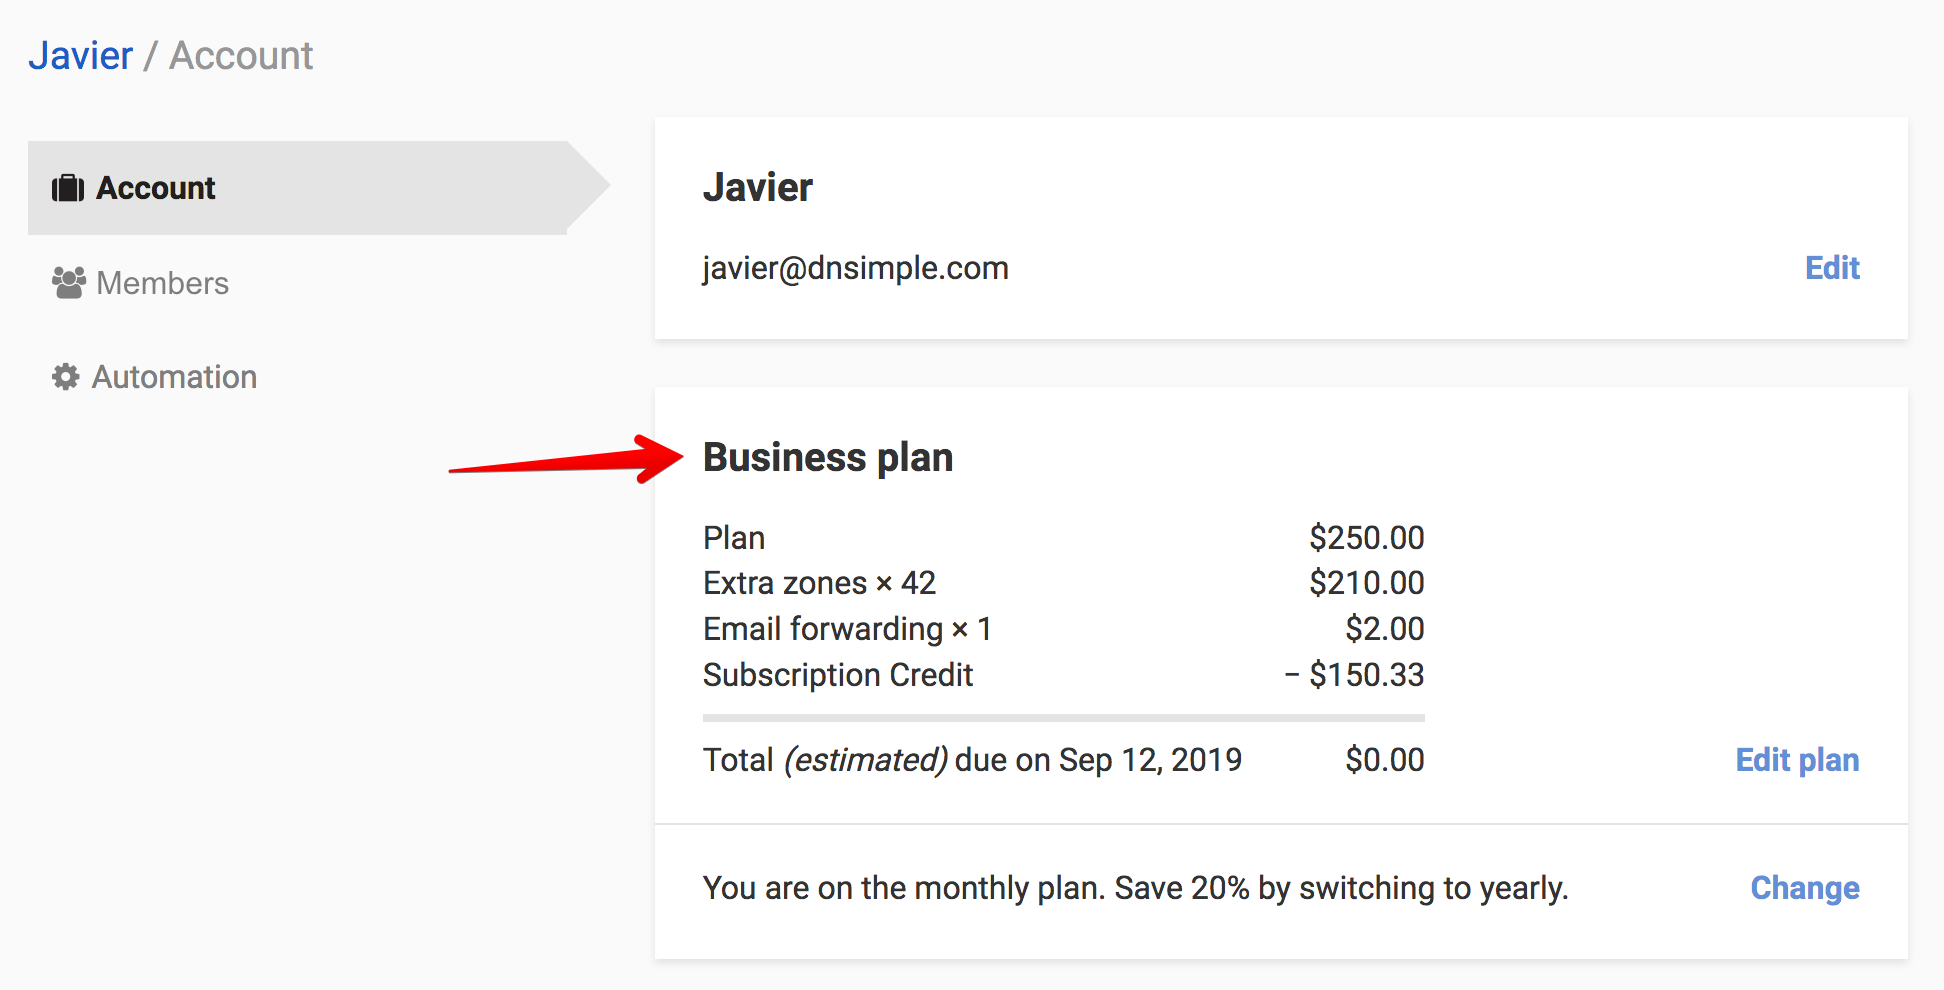 Javier / Account
Account
Members
Automation
Javier
javier@dnsimple.com Edit
Business plan
Plan $250.00
Extra zones × 42 $210.00
Email forwarding × 1 $2.00
Subscription Credit − $150.33
Total (estimated) due on Sep 12, 2019 $0.00 Edit plan
You are on the monthly plan. Save 20% by switching to yearly. Change